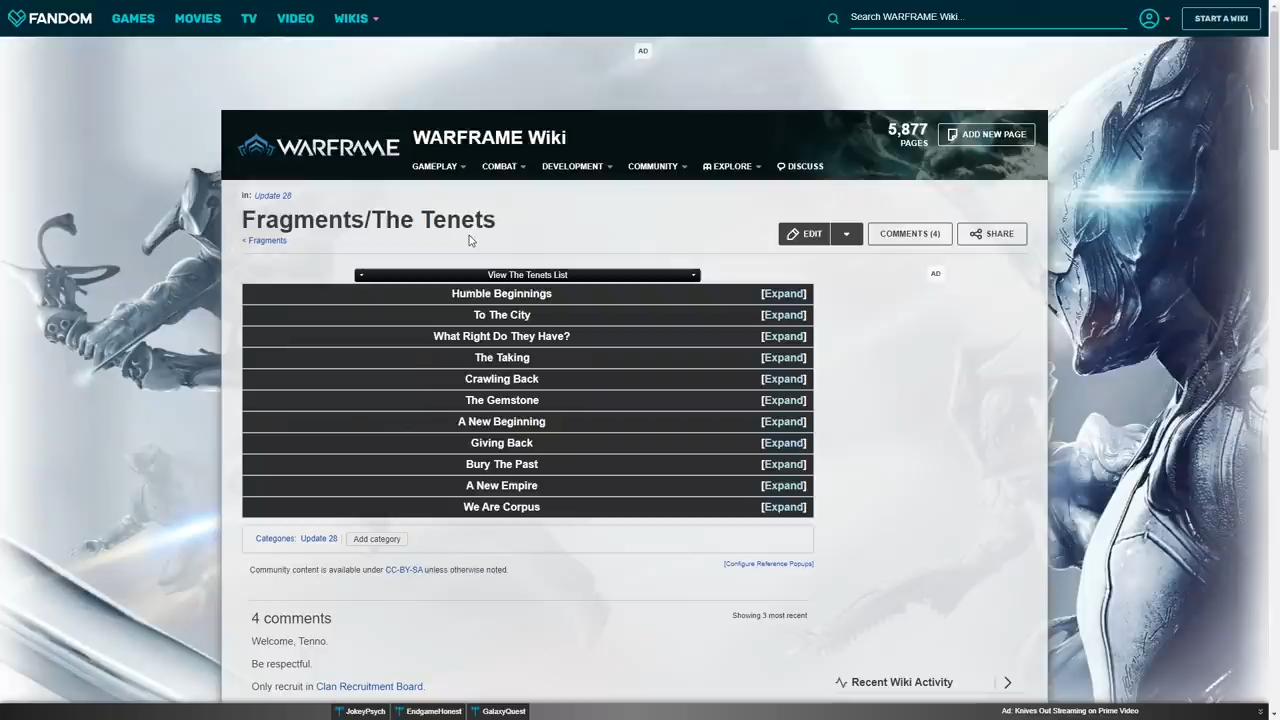 FANDOM GAMES MOVIES TV VIDEO WIKIS Search WARFRAME Wiki... START A WIKI
AD
WARFRAME WARFRAME Wiki 5,877 PAGES ADD NEW PAGE
GAMEPLAY COMBAT DEVELOPMENT COMMUNITY EXPLORE DISCUSS
in: Update 28
Fragments/The Tenets
< Fragments
EDIT COMMENTS (4) SHARE
View The Tenets List
AD
Humble Beginnings [Expand]
To The City [Expand]
What Right Do They Have? [Expand]
The Taking [Expand]
Crawling Back [Expand]
The Gemstone [Expand]
A New Beginning [Expand]
Giving Back [Expand]
Bury The Past [Expand]
A New Empire [Expand]
We Are Corpus [Expand]
Categories: Update 28 Add category
[Configure Reference Popups]
Community content is available under CC-BY-SA unless otherwise noted.
4 comments Showing 3 most recent
Welcome, Tenno.
Be respectful.
Only recruit in Clan Recruitment Board.
Recent Wiki Activity
JokeyPsych EndgameHonest GalaxyQuest Ad: Knives Out Streaming on Prime Video